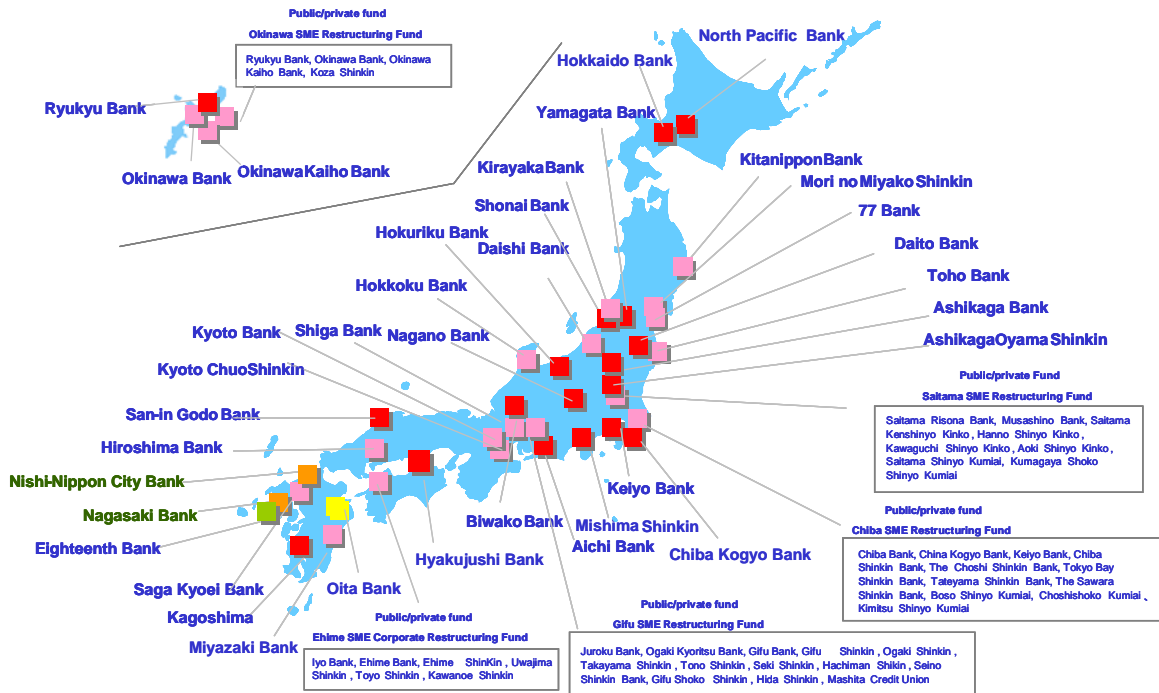 Public/private fund
Okinawa SME Restructuring Fund
Ryukyu Bank, Okinawa Bank, Okinawa
Kaiho Bank, Koza Shinkin
Ryukyu Bank
Okinawa Bank
Okinawa Kaiho Bank
North Pacific Bank
Hokkaido Bank
Yamagata Bank
Kitanippon Bank
Kirayaka Bank
Mori no Miyako Shinkin
Shonai Bank
77 Bank
Hokuriku Bank
Daishi Bank
Daito Bank
Toho Bank
Hokkoku Bank
Ashikaga Bank
Kyoto Bank
Shiga Bank
Nagano Bank
Ashikaga Oyama Shinkin
Kyoto Chuo Shinkin
San-in Godo Bank
Hiroshima Bank
Nishi-Nippon City Bank
Nagasaki Bank
Eighteenth Bank
Saga Kyoei Bank
Kagoshima
Miyazaki Bank
Oita Bank
Hyakujushi Bank
Biwako Bank
Aichi Bank
Mishima Shinkin
Keiyo Bank
Chiba Kogyo Bank
Public/private Fund
Saitama SME Restructuring Fund
Saitama Risona Bank, Musashino Bank, Saitama
Kenshinyo Kinko , Hanno Shinyo Kinko ,
Kawaguchi Shinyo Kinko , Aoki Shinyo Kinko ,
Saitama Shinyo Kumiai, Kumagaya Shoko
Shinyo Kumiai
Public/private fund
Chiba SME Restructuring Fund
Chiba Bank, China Kogyo Bank, Keiyo Bank, Chiba
Shinkin Bank, The Choshi Shinkin Bank, Tokyo Bay
Shinkin Bank, Tateyama Shinkin Bank, The Sawara
Shinkin Bank, Boso Shinyo Kumiai, Choshishoko Kumiai 、
Kimitsu Shinyo Kumiai
Public/private fund
Ehime SME Corporate Restructuring Fund
Iyo Bank, Ehime Bank, Ehime ShinKin , Uwajima
Shinkin , Toyo Shinkin , Kawanoe Shinkin
Public/private fund
Gifu SME Restructuring Fund
Juroku Bank, Ogaki Kyoritsu Bank, Gifu Bank, Gifu Shinkin , Ogaki Shinkin ,
Takayama Shinkin , Tono Shinkin , Seki Shinkin , Hachiman Shikin , Seino
Shinkin Bank, Gifu Shoko Shinkin , Hida Shinkin , Mashita Credit Union